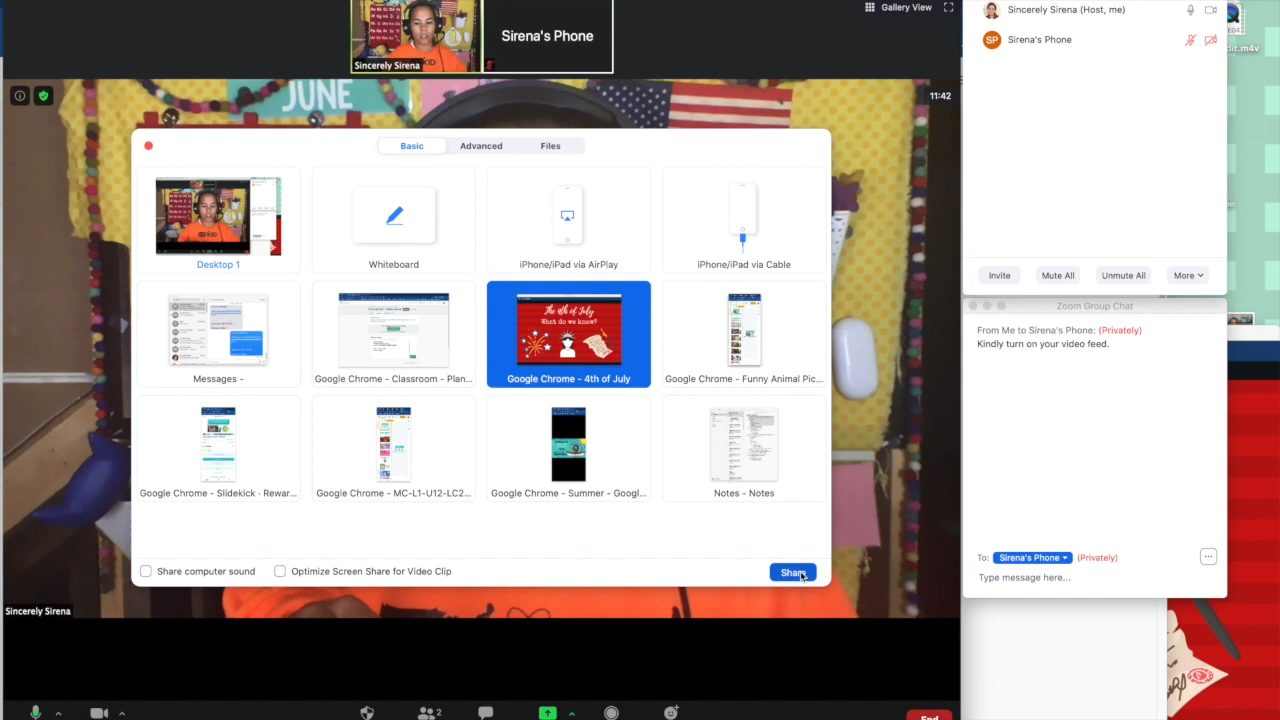 Gallery View
Sincerely Sirena
Sirena's Phone
Sincerely Sirena (Host, me)
SP
Sirena's Phone
dit.m4v
JUNE
11:42
Basic
Advanced
Files
Desktop 1
Whiteboard
iPhone/iPad via AirPlay
iPhone/iPad via Cable
The 4th of July
What do we know?
Messages -
Google Chrome - Classroom - Plan...
Google Chrome - 4th of July
Google Chrome - Funny Animal Pic...
Google Chrome - Slidekick · Rewar...
Google Chrome - MC-L1-U12-LC2...
Google Chrome - Summer - Googl...
Notes - Notes
Share computer sound
Optimize Screen Share for Video Clip
Share
Invite
Mute All
Unmute All
More
Zoom Group Chat
From Me to Sirena's Phone: (Privately)
Kindly turn on your video feed.
To: Sirena's Phone (Privately)
Type message here...
Sincerely Sirena
2
End